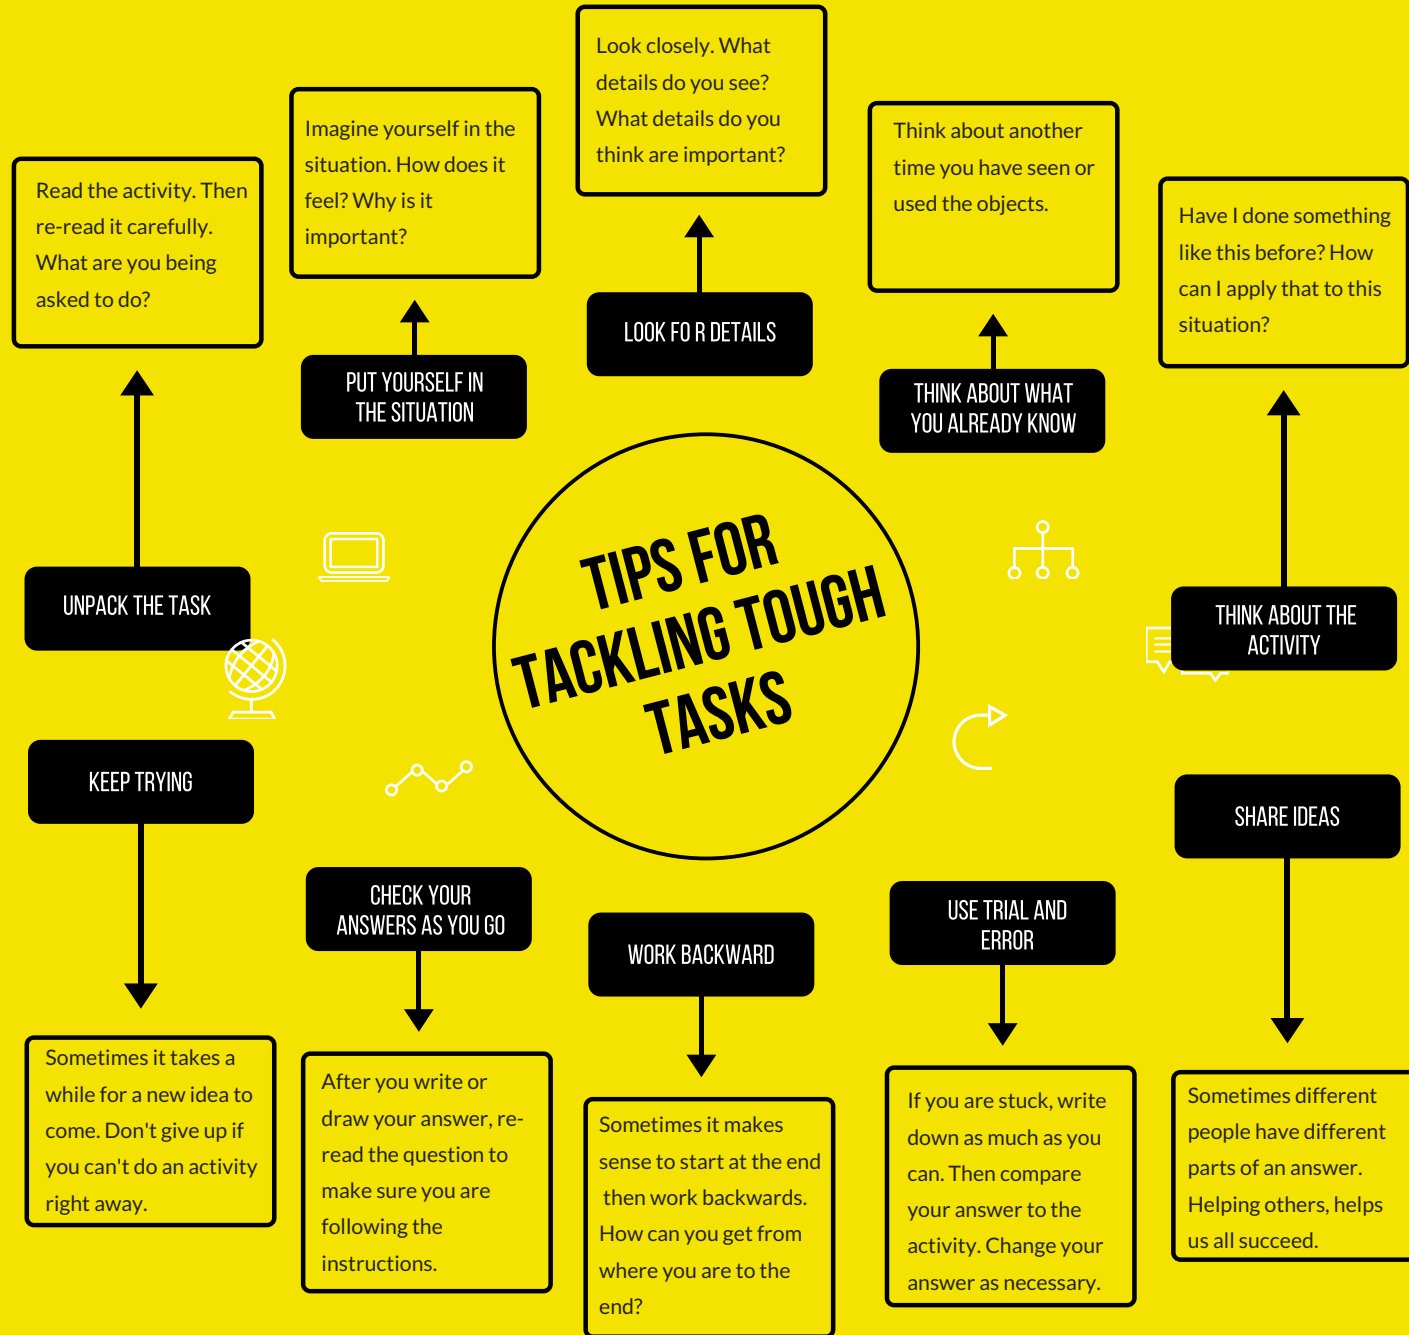 Look closely. What
details do you see?
What details do you
think are important?
Imagine yourself in the
situation. How does it
feel? Why is it
important?
Think about another
time you have seen or
used the objects.
Read the activity. Then
re-read it carefully.
What are you being
asked to do?
Have I done something
like this before? How
can I apply that to this
situation?
LOOK FO R DETAILS
PUT YOURSELF IN
THE SITUATION
THINK ABOUT WHAT
YOU ALREADY KNOW
UNPACK THE TASK
THINK ABOUT THE
ACTIVITY
TIPS FOR
TACKLING TOUGH
TASKS
KEEP TRYING
SHARE IDEAS
CHECK YOUR
ANSWERS AS YOU GO
USE TRIAL AND
ERROR
WORK BACKWARD
Sometimes it takes a
while for a new idea to
come. Don't give up if
you can't do an activity
right away.
After you write or
draw your answer, re-
read the question to
make sure you are
following the
instructions.
Sometimes it makes
sense to start at the end
then work backwards.
How can you get from
where you are to the
end?
If you are stuck, write
down as much as you
can. Then compare
your answer to the
activity. Change your
answer as necessary.
Sometimes different
people have different
parts of an answer.
Helping others, helps
us all succeed.